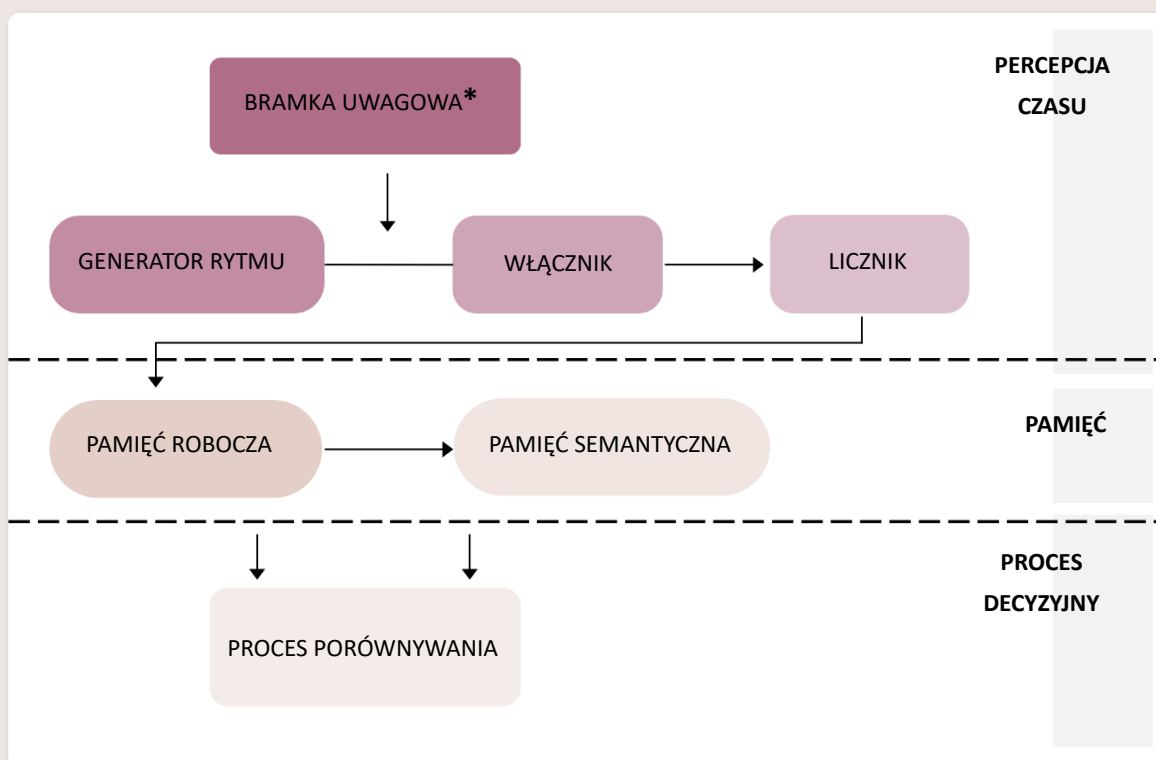 BRAMKA UWAGOWA*
PERCEPCJA
CZASU
GENERATOR RYTMU
WŁĄCZNIK
LICZNIK
PAMIĘĆ ROBOCZA
PAMIĘĆ SEMANTYCZNA
PAMIĘĆ
PROCES PORÓWNYWANIA
PROCES
DECYZYJNY